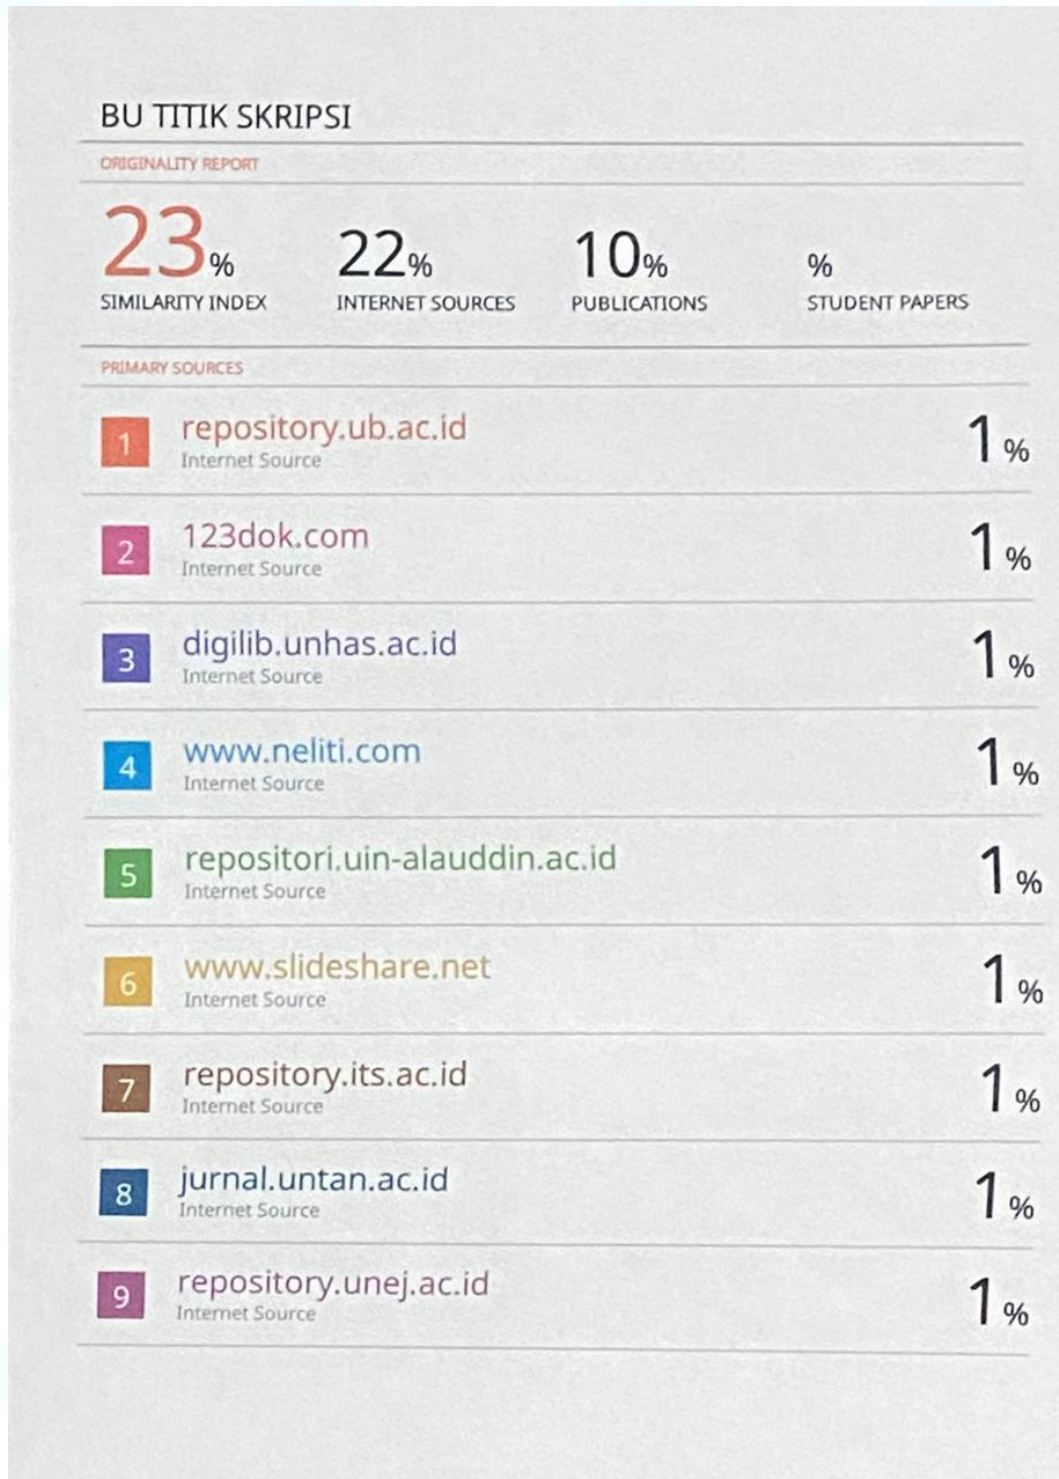 BU TITIK SKRIPSI
ORIGINALITY REPORT
23% 22% 10% %
SIMILARITY INDEX INTERNET SOURCES PUBLICATIONS STUDENT PAPERS
PRIMARY SOURCES
1 repository.ub.ac.id 1%
Internet Source
2 123dok.com 1%
Internet Source
3 digilib.unhas.ac.id 1%
Internet Source
4 www.neliti.com 1%
Internet Source
5 repositori.uin-alauddin.ac.id 1%
Internet Source
6 www.slideshare.net 1%
Internet Source
7 repository.its.ac.id 1%
Internet Source
8 jurnal.untan.ac.id 1%
Internet Source
9 repository.unej.ac.id 1%
Internet Source